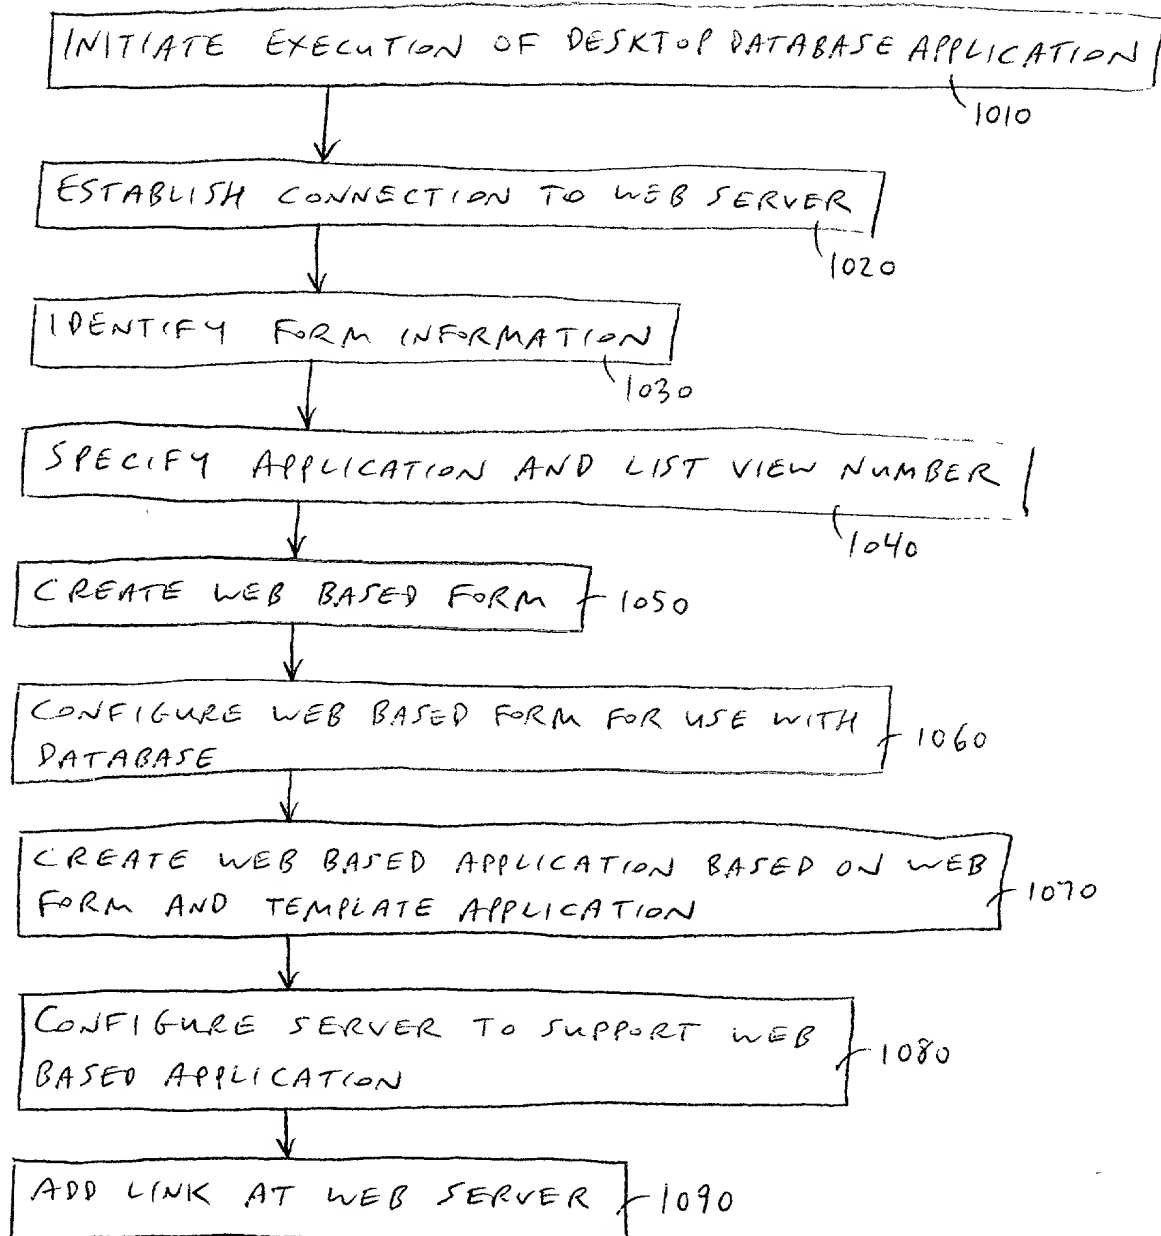 INITIATE EXECUTION OF DESKTOP DATABASE APPLICATION
1010
ESTABLISH CONNECTION TO WEB SERVER
1020
IDENTIFY FORM INFORMATION
1030
SPECIFY APPLICATION AND LIST VIEW NUMBER
1040
CREATE WEB BASED FORM
1050
CONFIGURE WEB BASED FORM FOR USE WITH
DATABASE
1060
CREATE WEB BASED APPLICATION BASED ON WEB
FORM AND TEMPLATE APPLICATION
1070
CONFIGURE SERVER TO SUPPORT WEB
BASED APPLICATION
1080
ADD LINK AT WEB SERVER
1090